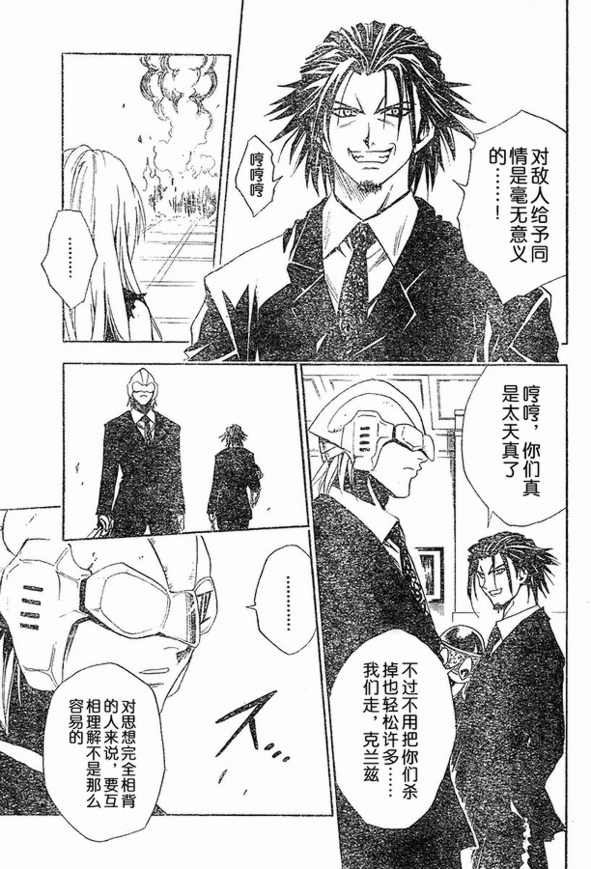 对敌人给予同
情是毫无意义
的……！
哼
哼
哼
………
哼哼，你们真
是太天真了
不过不用把你们杀
掉也轻松许多……
我们走，克兰兹
………
对思想完全相背
的人来说，要互
相理解不是那么
容易的